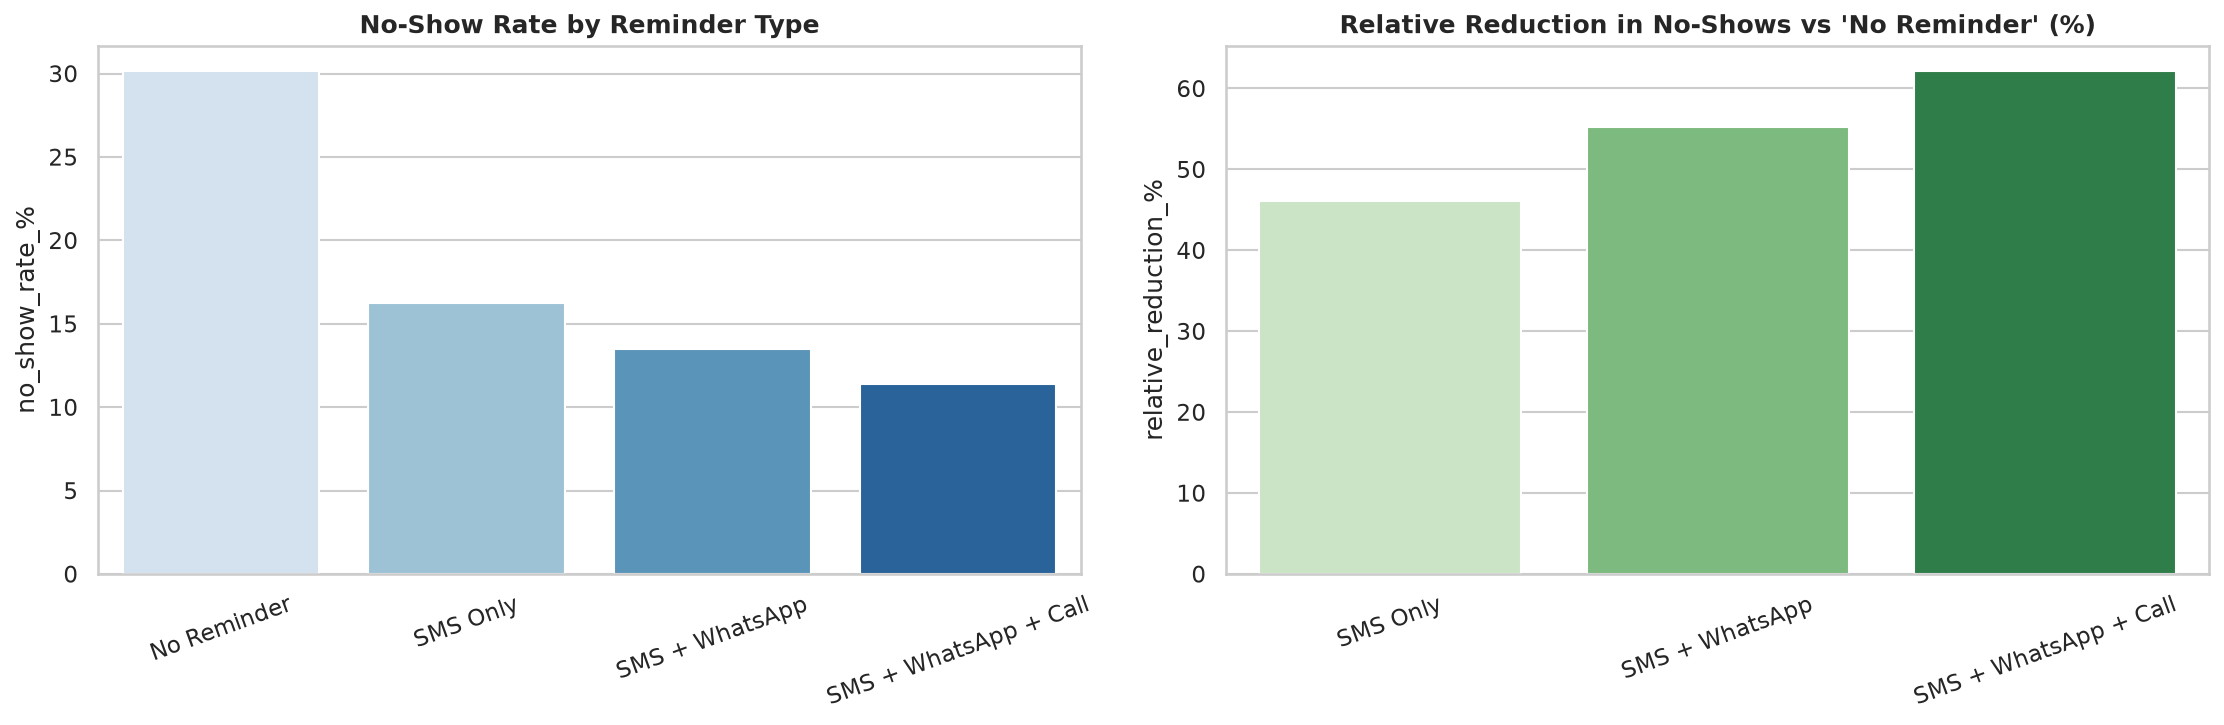 No-Show Rate by Reminder Type
no_show_rate_%
30
25
20
15
10
5
0
No Reminder
SMS Only
SMS + WhatsApp
SMS + WhatsApp + Call
Relative Reduction in No-Shows vs 'No Reminder' (%)
relative_reduction_%
60
50
40
30
20
10
0
SMS Only
SMS + WhatsApp
SMS + WhatsApp + Call